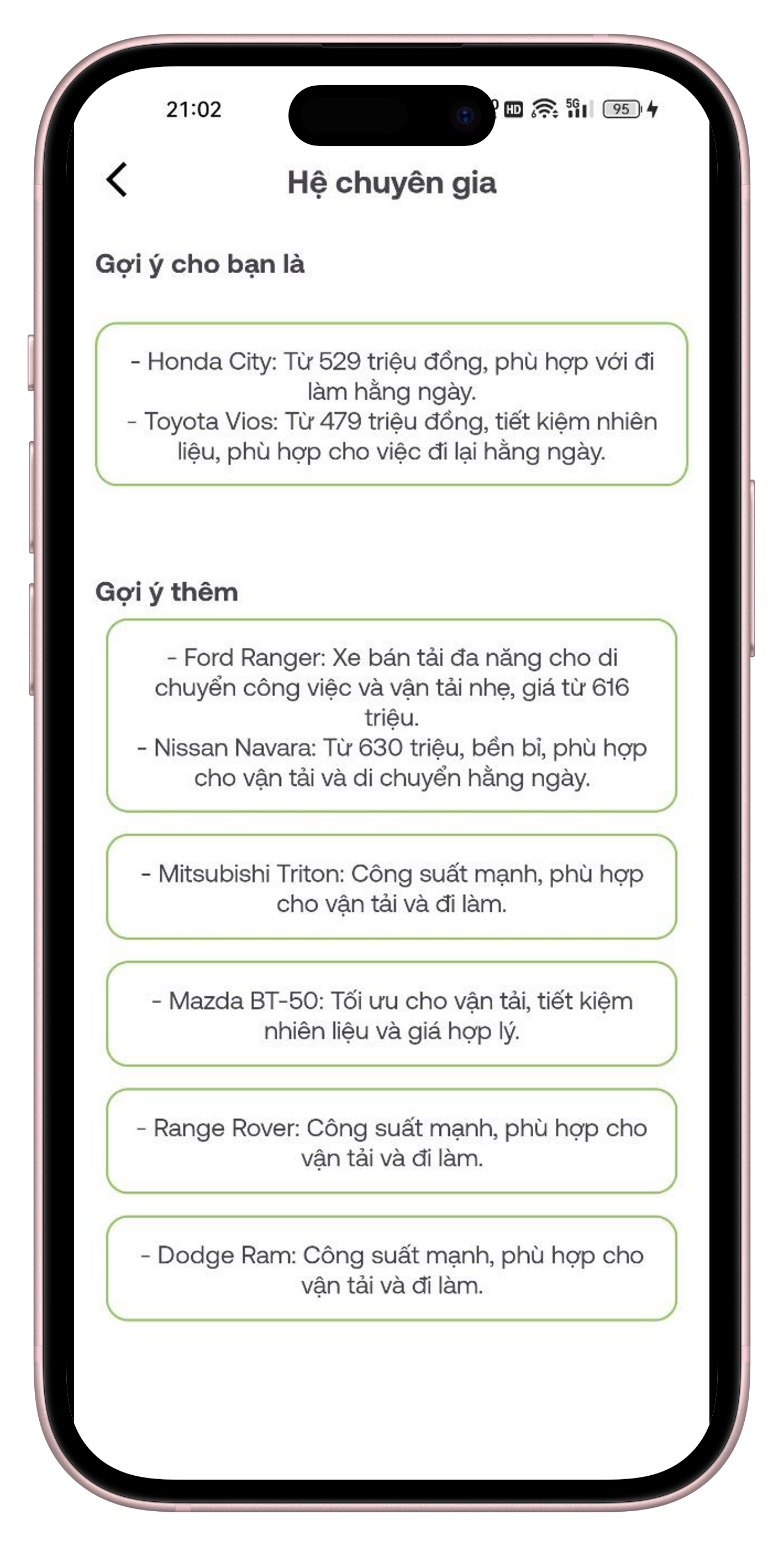 21:02
HD
5G
95
Hệ chuyên gia
Gợi ý cho bạn là
- Honda City: Từ 529 triệu đồng, phù hợp với đi
làm hằng ngày.
- Toyota Vios: Từ 479 triệu đồng, tiết kiệm nhiên
liệu, phù hợp cho việc đi lại hằng ngày.
Gợi ý thêm
- Ford Ranger: Xe bán tải đa năng cho di
chuyển công việc và vận tải nhẹ, giá từ 616
triệu.
- Nissan Navara: Từ 630 triệu, bền bỉ, phù hợp
cho vận tải và di chuyển hằng ngày.
- Mitsubishi Triton: Công suất mạnh, phù hợp
cho vận tải và đi làm.
- Mazda BT-50: Tối ưu cho vận tải, tiết kiệm
nhiên liệu và giá hợp lý.
- Range Rover: Công suất mạnh, phù hợp cho
vận tải và đi làm.
- Dodge Ram: Công suất mạnh, phù hợp cho
vận tải và đi làm.